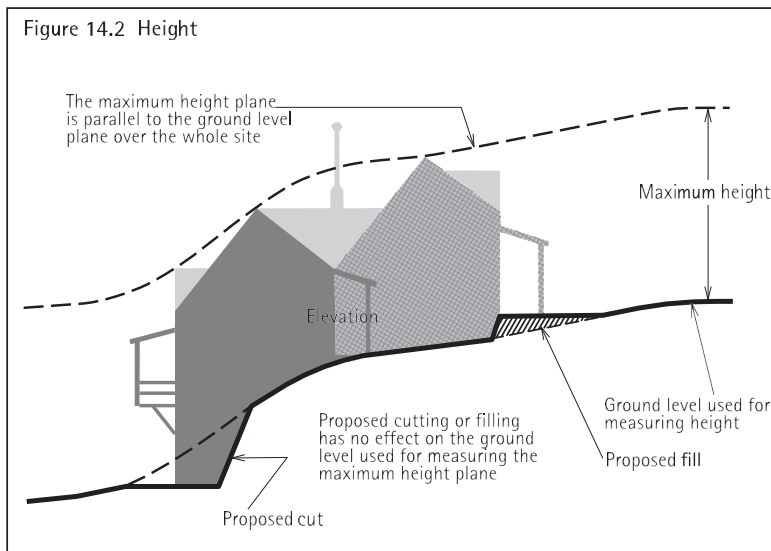 Figure 14.2 Height
The maximum height plane
is parallel to the ground level
plane over the whole site
Maximum height
Elevation
Ground level used for
measuring height
Proposed cutting or filling
has no effect on the ground
level used for measuring the
maximum height plane
Proposed fill
Proposed cut